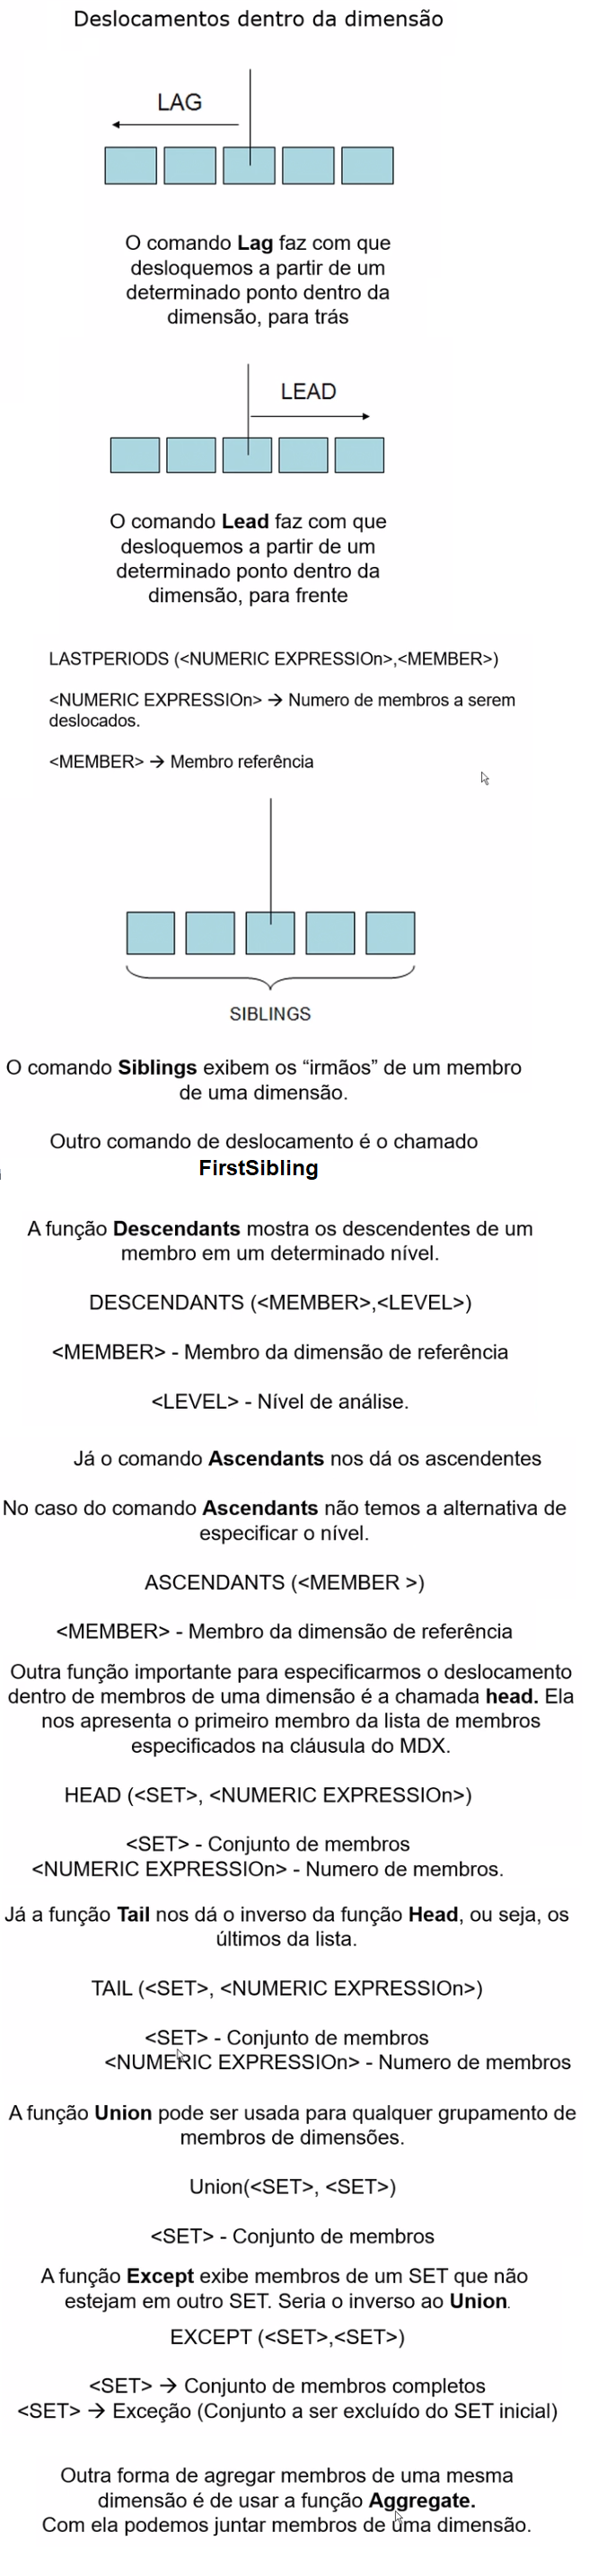 Deslocamentos dentro da dimensão
LAG
O comando Lag faz com que
desloquemos a partir de um
determinado ponto dentro da
dimensão, para trás
LEAD
O comando Lead faz com que
desloquemos a partir de um
determinado ponto dentro da
dimensão, para frente
LASTPERIODS (<NUMERIC EXPRESSIOn>,<MEMBER>)
<NUMERIC EXPRESSIOn> → Numero de membros a serem
deslocados.
<MEMBER> → Membro referência
SIBLINGS
O comando Siblings exibem os “irmãos” de um membro
de uma dimensão.
Outro comando de deslocamento é o chamado
FirstSibling
A função Descendants mostra os descendentes de um
membro em um determinado nível.
DESCENDANTS (<MEMBER>,<LEVEL>)
<MEMBER> - Membro da dimensão de referência
<LEVEL> - Nível de análise.
Já o comando Ascendants nos dá os ascendentes
No caso do comando Ascendants não temos a alternativa de
especificar o nível.
ASCENDANTS (<MEMBER >)
<MEMBER> - Membro da dimensão de referência
Outra função importante para especificarmos o deslocamento
dentro de membros de uma dimensão é a chamada head. Ela
nos apresenta o primeiro membro da lista de membros
especificados na cláusula do MDX.
HEAD (<SET>, <NUMERIC EXPRESSIOn>)
<SET> - Conjunto de membros
<NUMERIC EXPRESSIOn> - Numero de membros.
Já a função Tail nos dá o inverso da função Head, ou seja, os
últimos da lista.
TAIL (<SET>, <NUMERIC EXPRESSIOn>)
<SET> - Conjunto de membros
<NUMERIC EXPRESSIOn> - Numero de membros
A função Union pode ser usada para qualquer grupamento de
membros de dimensões.
Union(<SET>, <SET>)
<SET> - Conjunto de membros
A função Except exibe membros de um SET que não
estejam em outro SET. Seria o inverso ao Union.
EXCEPT (<SET>,<SET>)
<SET> → Conjunto de membros completos
<SET> → Exceção (Conjunto a ser excluído do SET inicial)
Outra forma de agregar membros de uma mesma
dimensão é de usar a função Aggregate.
Com ela podemos juntar membros de uma dimensão.